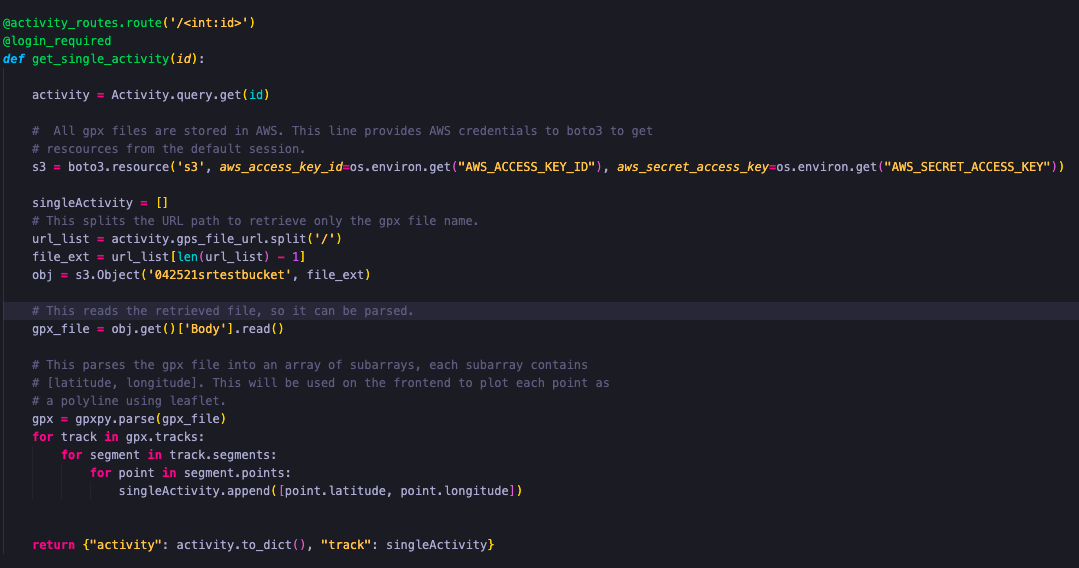 @activity_routes.route('/<int:id>')
@login_required
def get_single_activity(id):
activity = Activity.query.get(id)
#  All gpx files are stored in AWS. This line provides AWS credentials to boto3 to get
# rescources from the default session.
s3 = boto3.resource('s3', aws_access_key_id=os.environ.get("AWS_ACCESS_KEY_ID"), aws_secret_access_key=os.environ.get("AWS_SECRET_ACCESS_KEY"))
singleActivity = []
# This splits the URL path to retrieve only the gpx file name.
url_list = activity.gps_file_url.split('/')
file_ext = url_list[len(url_list) - 1]
obj = s3.Object('042521srtestbucket', file_ext)
# This reads the retrieved file, so it can be parsed.
gpx_file = obj.get()['Body'].read()
# This parses the gpx file into an array of subarrays, each subarray contains
# [latitude, longitude]. This will be used on the frontend to plot each point as
# a polyline using leaflet.
gpx = gpxpy.parse(gpx_file)
for track in gpx.tracks:
for segment in track.segments:
for point in segment.points:
singleActivity.append([point.latitude, point.longitude])
return {"activity": activity.to_dict(), "track": singleActivity}